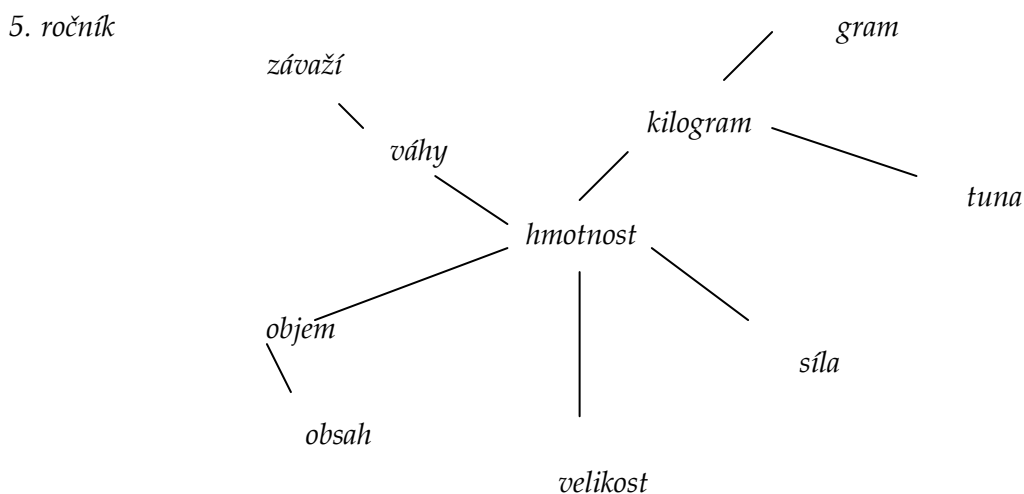 5. ročník
gram
závaží
kilogram
váhy
tuna
hmotnost
objem
síla
obsah
velikost